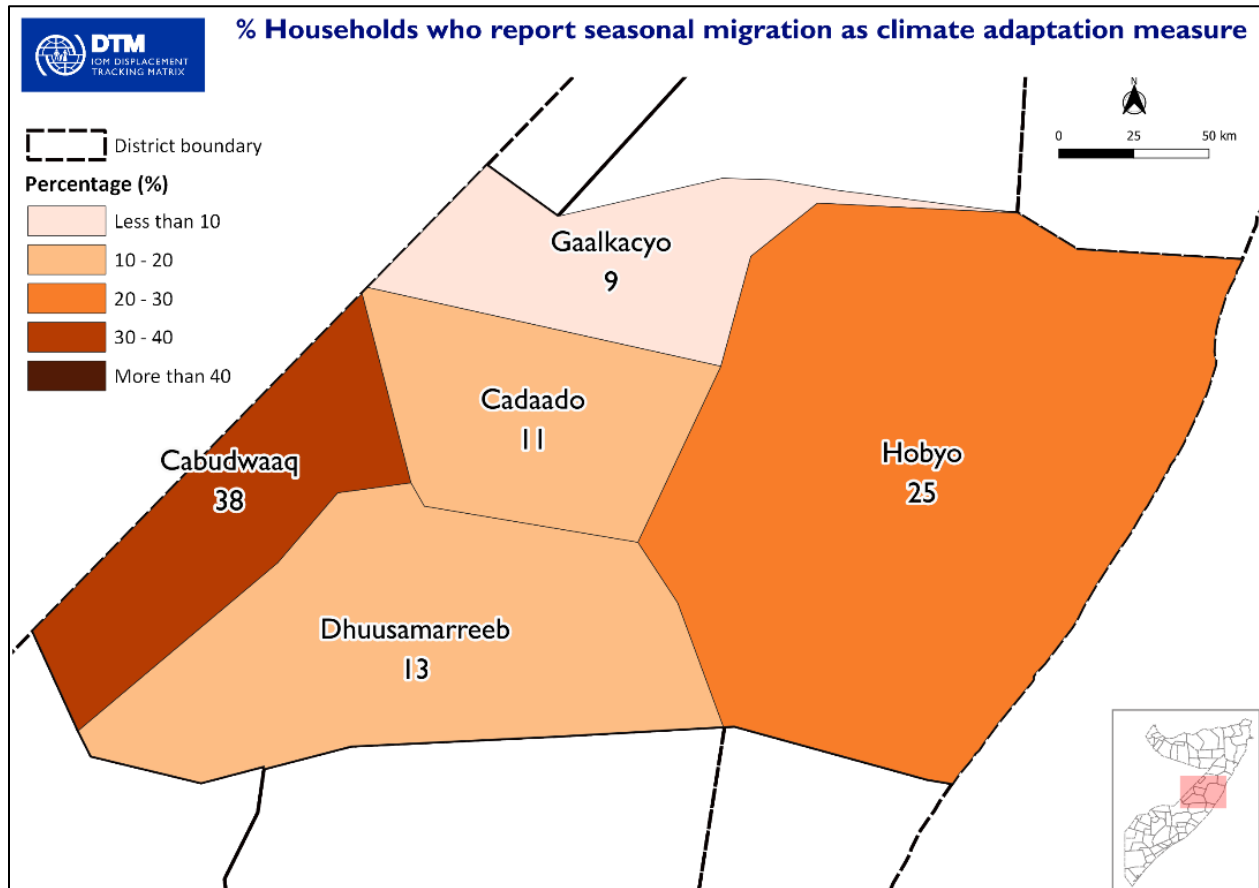 % Households who report seasonal migration as climate adaptation measure
DTM
IOM DISPLACEMENT
TRACKING MATRIX
N
0 25 50 km
District boundary
Percentage (%)
Less than 10
10 - 20
20 - 30
30 - 40
More than 40
Gaalkacyo
9
Cadaado
11
Cabudwaaq
38
Hobyo
25
Dhuusamarreeb
13